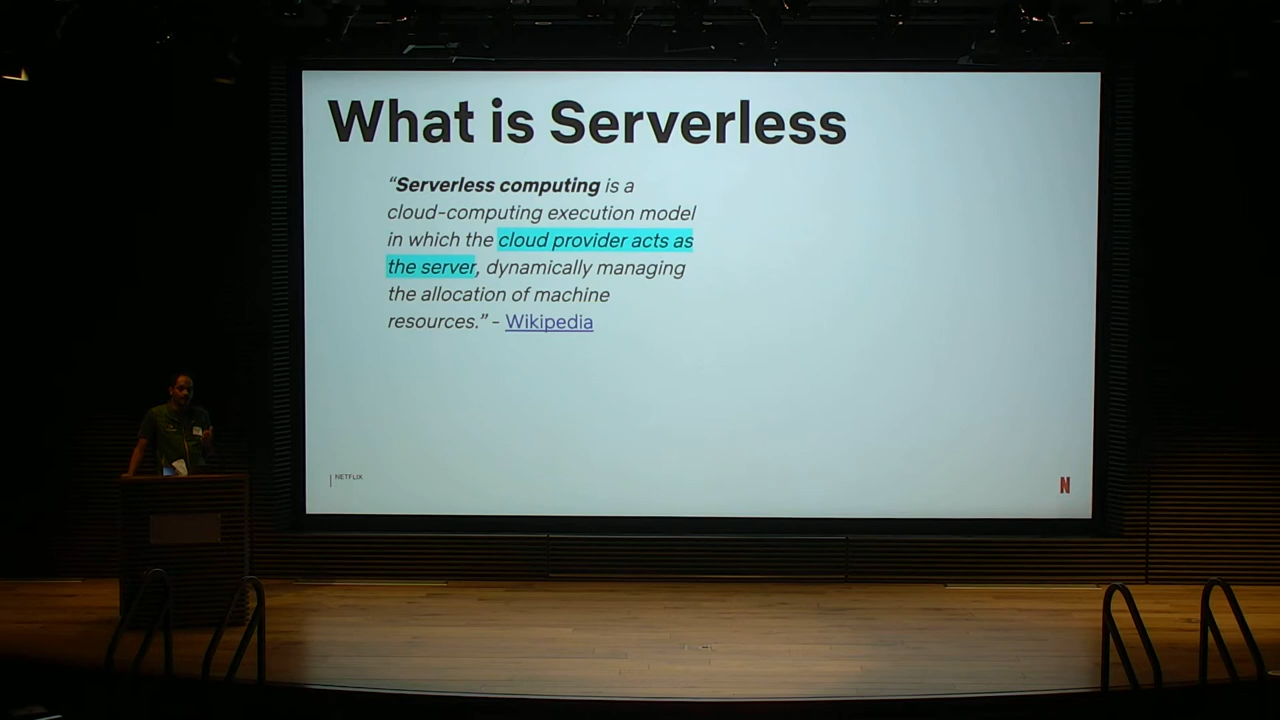 What is Serverless
“Serverless computing is a
cloud-computing execution model
in which the cloud provider acts as
the server, dynamically managing
the allocation of machine
resources.” - Wikipedia
NETFLIX
N